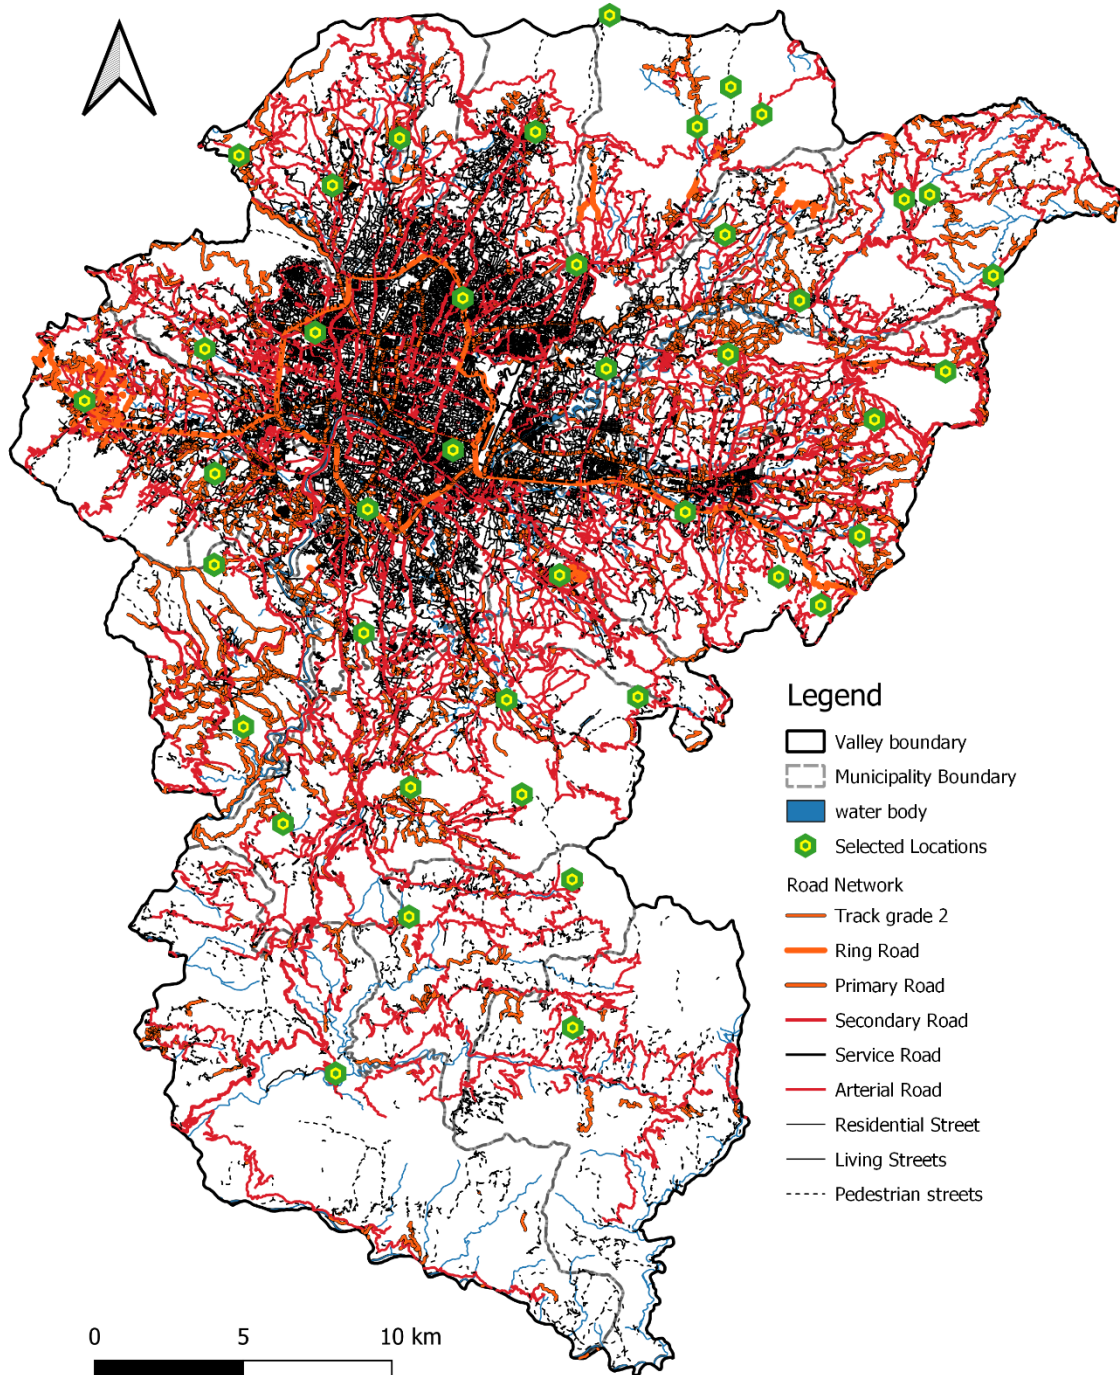 Legend
Valley boundary
Municipality Boundary
water body
Selected Locations
Road Network
Track grade 2
Ring Road
Primary Road
Secondary Road
Service Road
Arterial Road
Residential Street
Living Streets
Pedestrian streets
0 5 10 km